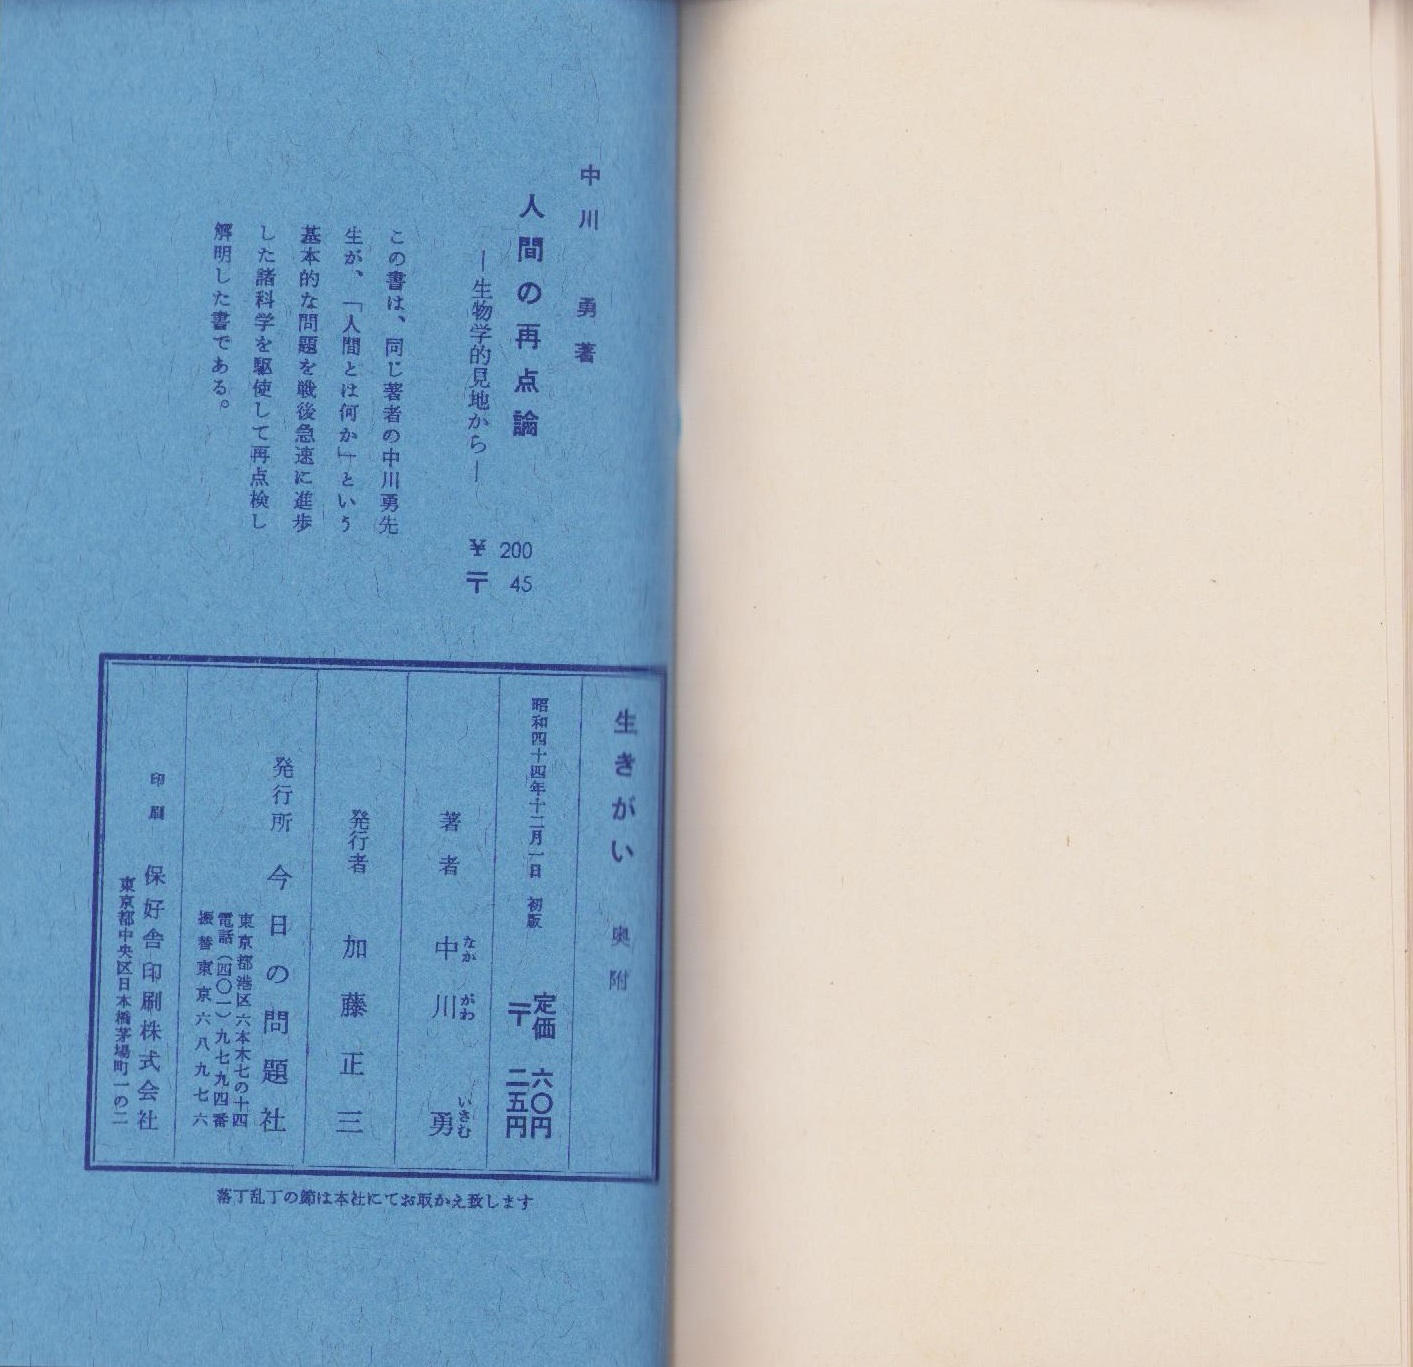 中川 勇 著
人間の再点論
―生物学的見地から―
¥200
〒45
この書は、同じ著者の中川勇先
生が、「人間とは何か」という
基本的な問題を戦後急速に進歩
した諸科学を駆使して再点検し
解明した書である。
生きがい 奥附
昭和四十四年十二月一日 初版
定価 六〇円
〒 二五円
著者 中川 勇
なか がわ いさむ
発行者 加藤正三
発行所 今日の問題社
東京都港区六本木七の十四
電話(四〇一)九七九四番
振替東京六八九七六
印刷 保好舎印刷株式会社
東京都中央区日本橋茅場町一の二
落丁乱丁の節は本社にてお取かえ致します